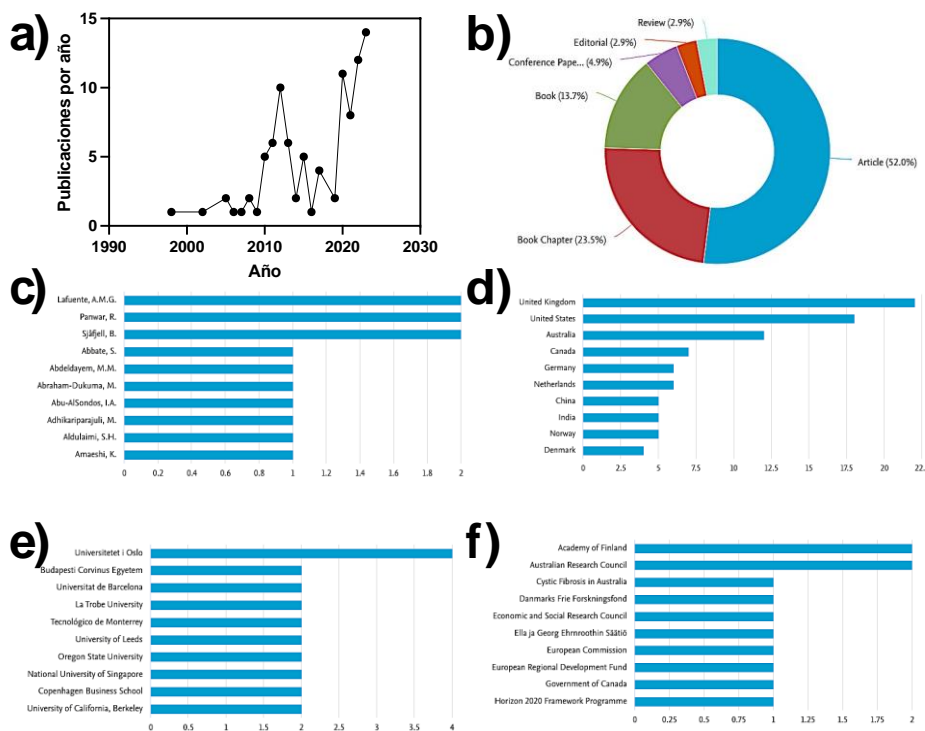 a)
Publicaciones por año
15
10
5
0
1990 2000 2010 2020 2030
Año
b)
Review (2.9%)
Editorial (2.9%)
Conference Pape... (4.9%)
Book (13.7%)
Book Chapter (23.5%)
Article (52.0%)
c)
Lafuente, A.M.G.
Panwar, R.
Sjåfjell, B.
Abbate, S.
Abdeldayem, M.M.
Abraham-Dukuma, M.
Abu-AlSondos, I.A.
Adhikariparajuli, M.
Aldulaimi, S.H.
Amaeshi, K.
0 0.2 0.4 0.6 0.8 1 1.2 1.4 1.6 1.8 2
d)
United Kingdom
United States
Australia
Canada
Germany
Netherlands
China
India
Norway
Denmark
0 2.5 5 7.5 10 12.5 15 17.5 20 22.
e)
Universitetet i Oslo
Budapesti Corvinus Egyetem
Universitat de Barcelona
La Trobe University
Tecnológico de Monterrey
University of Leeds
Oregon State University
National University of Singapore
Copenhagen Business School
University of California, Berkeley
0 0.5 1 1.5 2 2.5 3 3.5 4
f)
Academy of Finland
Australian Research Council
Cystic Fibrosis in Australia
Danmarks Frie Forskningsfond
Economic and Social Research Council
Ella ja Georg Ehrnroothin Säätiö
European Commission
European Regional Development Fund
Government of Canada
Horizon 2020 Framework Programme
0 0.25 0.5 0.75 1 1.25 1.5 1.75 2